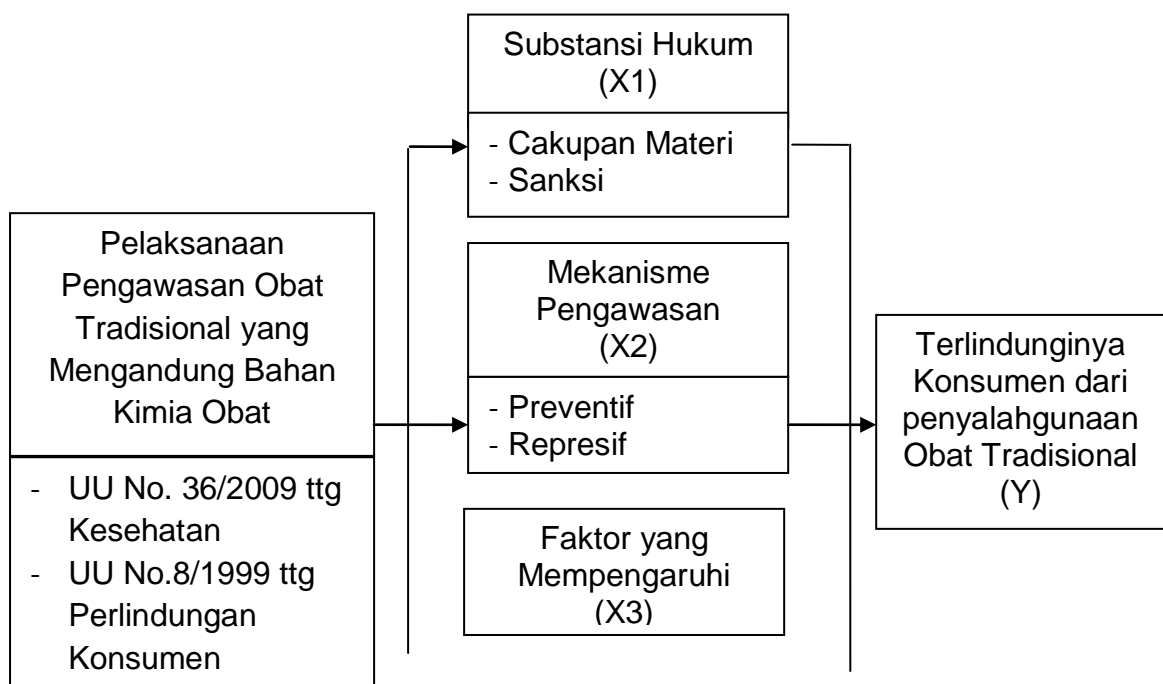 Substansi Hukum
(X1)
- Cakupan Materi
- Sanksi
Pelaksanaan
Pengawasan Obat
Tradisional yang
Mengandung Bahan
Kimia Obat
- UU No. 36/2009 ttg
Kesehatan
- UU No.8/1999 ttg
Perlindungan
Konsumen
Mekanisme
Pengawasan
(X2)
- Preventif
- Represif
Faktor yang
Mempengaruhi
(X3)
Terlindunginya
Konsumen dari
penyalahgunaan
Obat Tradisional
(Y)